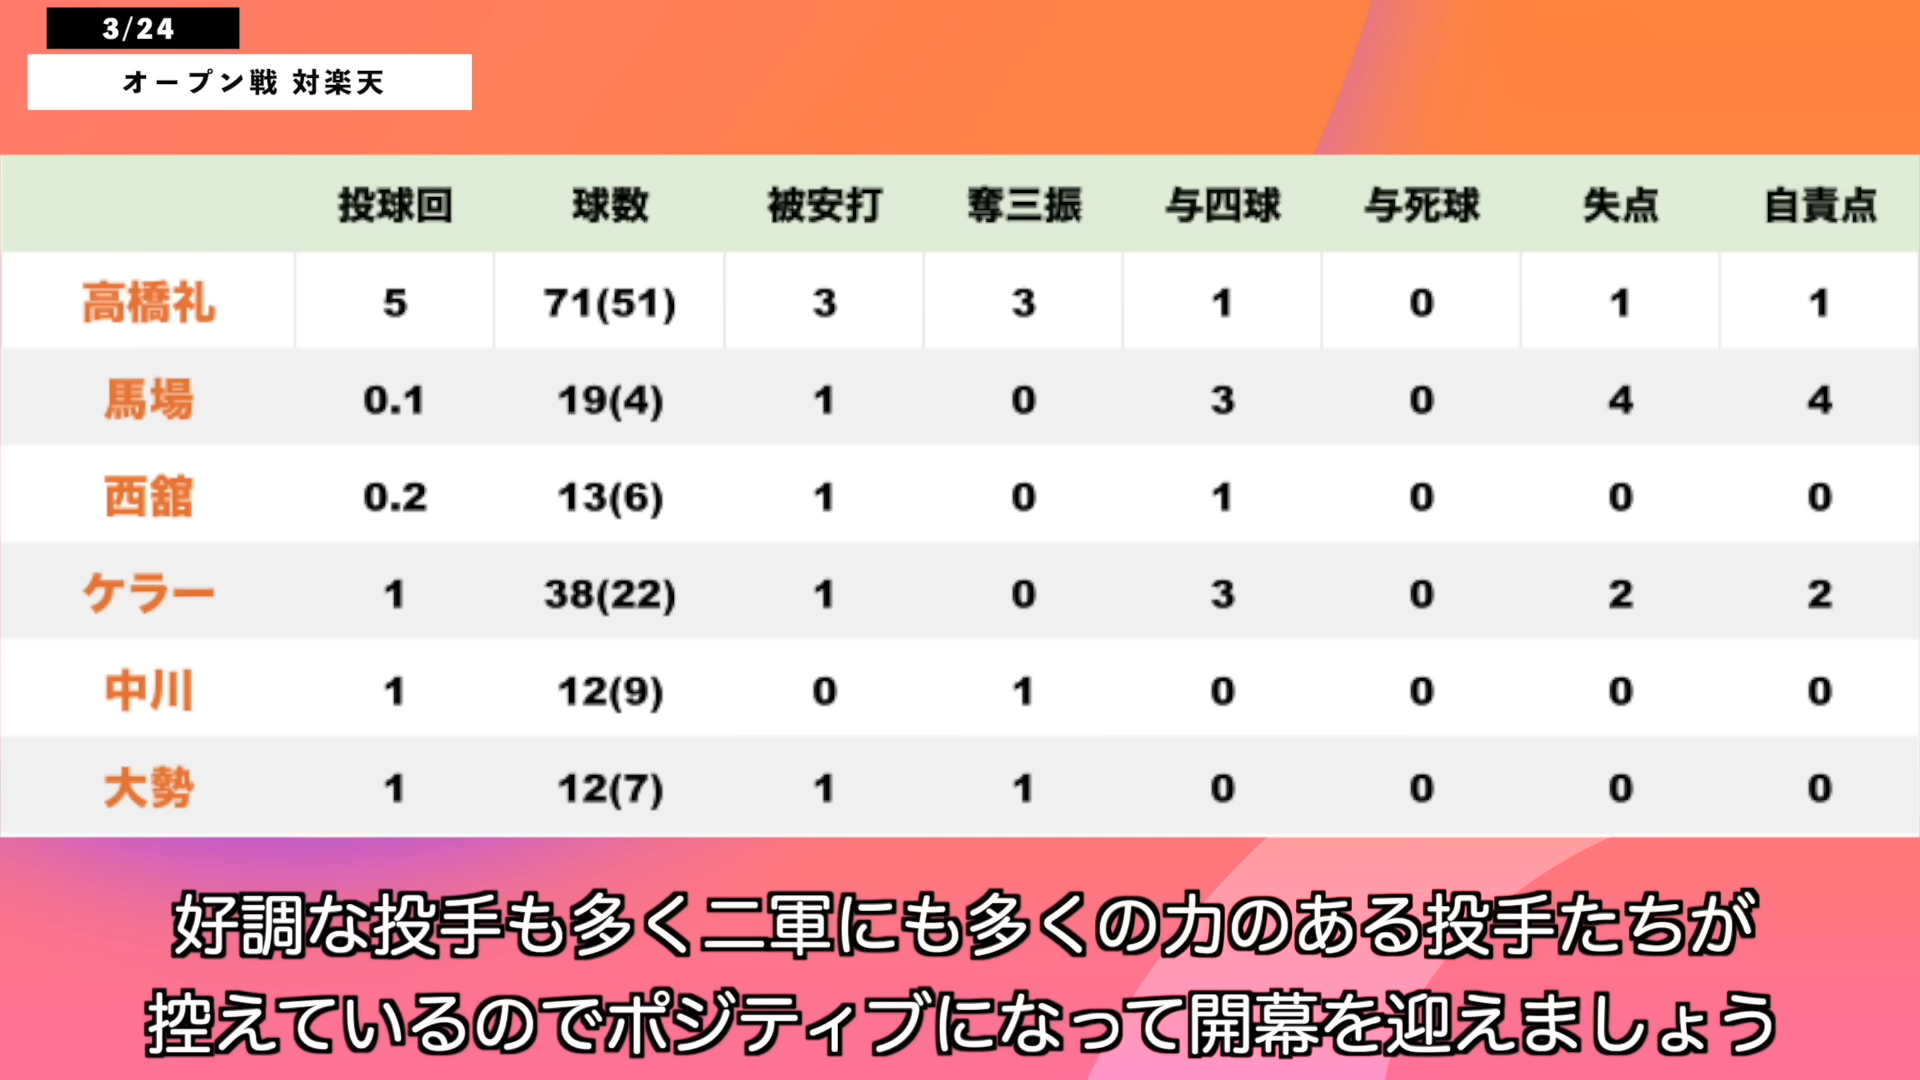 3/24
オープン戦 対楽天
投球回 球数 被安打 奪三振 与四球 与死球 失点 自責点
高橋礼 5 71(51) 3 3 1 0 1 1
馬場 0.1 19(4) 1 0 3 0 4 4
西舘 0.2 13(6) 1 0 1 0 0 0
ケラー 1 38(22) 1 0 3 0 2 2
中川 1 12(9) 0 1 0 0 0 0
大勢 1 12(7) 1 1 0 0 0 0
好調な投手も多く二軍にも多くの力のある投手たちが
控えているのでポジティブになって開幕を迎えましょう